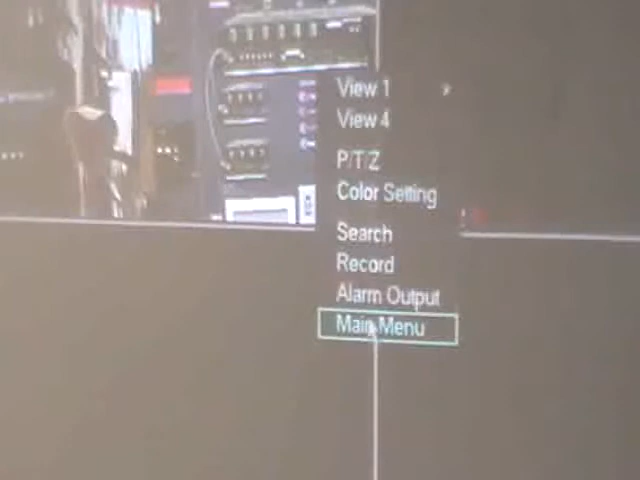 View 1
View 4
P/T/Z
Color Setting
Search
Record
Alarm Output
Main Menu